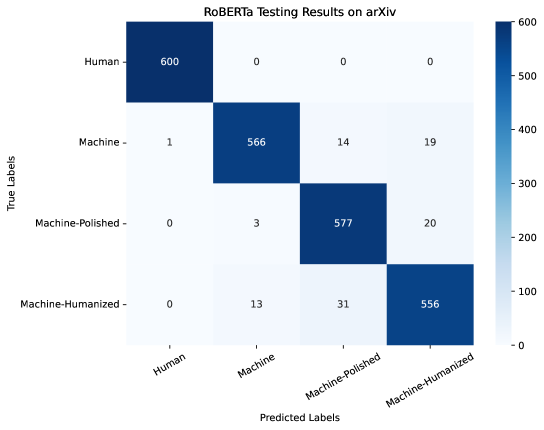 RoBERTa Testing Results on arXiv
Human
600
0
0
0
Machine
1
566
14
19
Machine-Polished
0
3
577
20
Machine-Humanized
0
13
31
556
True Labels
Human
Machine
Machine-Polished
Machine-Humanized
Predicted Labels
600
500
400
300
200
100
0